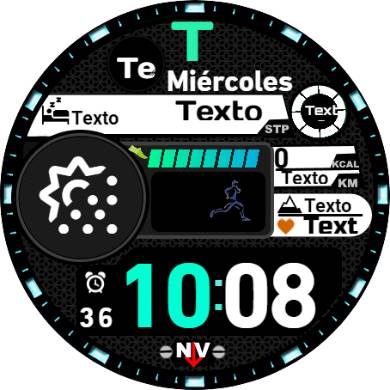 T
Te
Miércoles
Texto
Texto
STP
Text
0
KCAL
Texto
KM
Texto
Text
36
10:08
NV